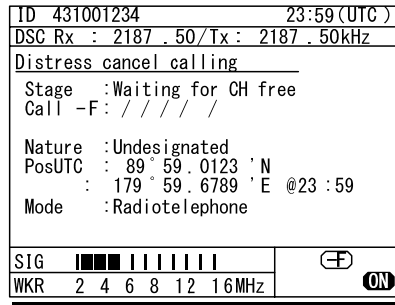 ID 431001234 23:59(UTC)
DSC Rx : 2187.50/Tx: 2187.50kHz
Distress cancel calling
Stage :Waiting for CH free
Call -F: / / / / /
Nature :Undesignated
PosUTC : 89°59.0123 'N
: 179°59.6789 'E @23:59
Mode :Radiotelephone
SIG
WKR 2 4 6 8 12 16MHz ON